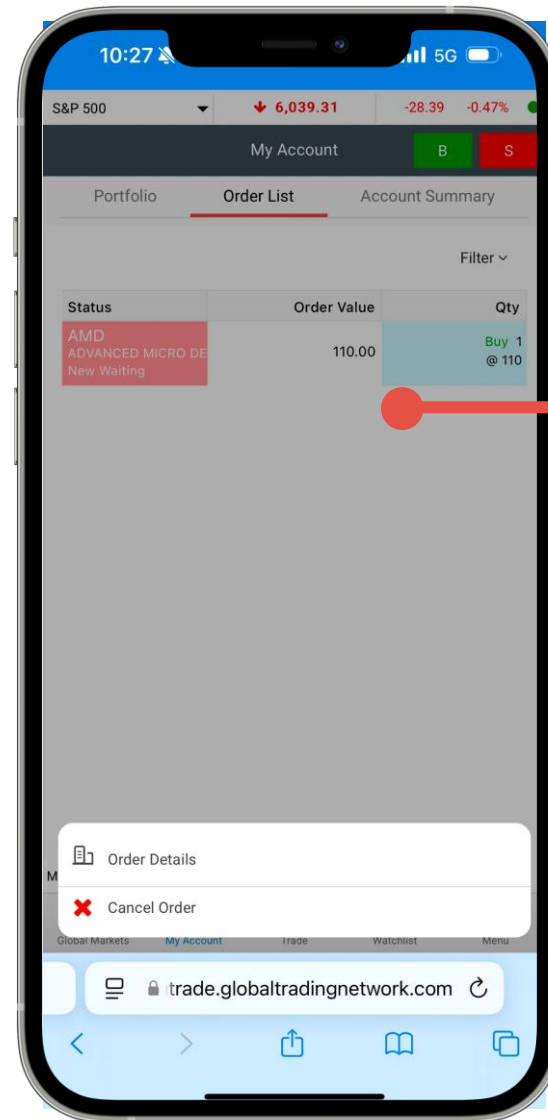 10:27
5G
S&P 500 6,039.31 -28.39 -0.47%
My Account B S
Portfolio Order List Account Summary
Filter
Status Order Value Qty
AMD
ADVANCED MICRO DE
New Waiting
110.00
Buy 1
@ 110
Order Details
M
Cancel Order
Global Markets My Account Trade Watchlist Menu
trade.globaltradingnetwork.com